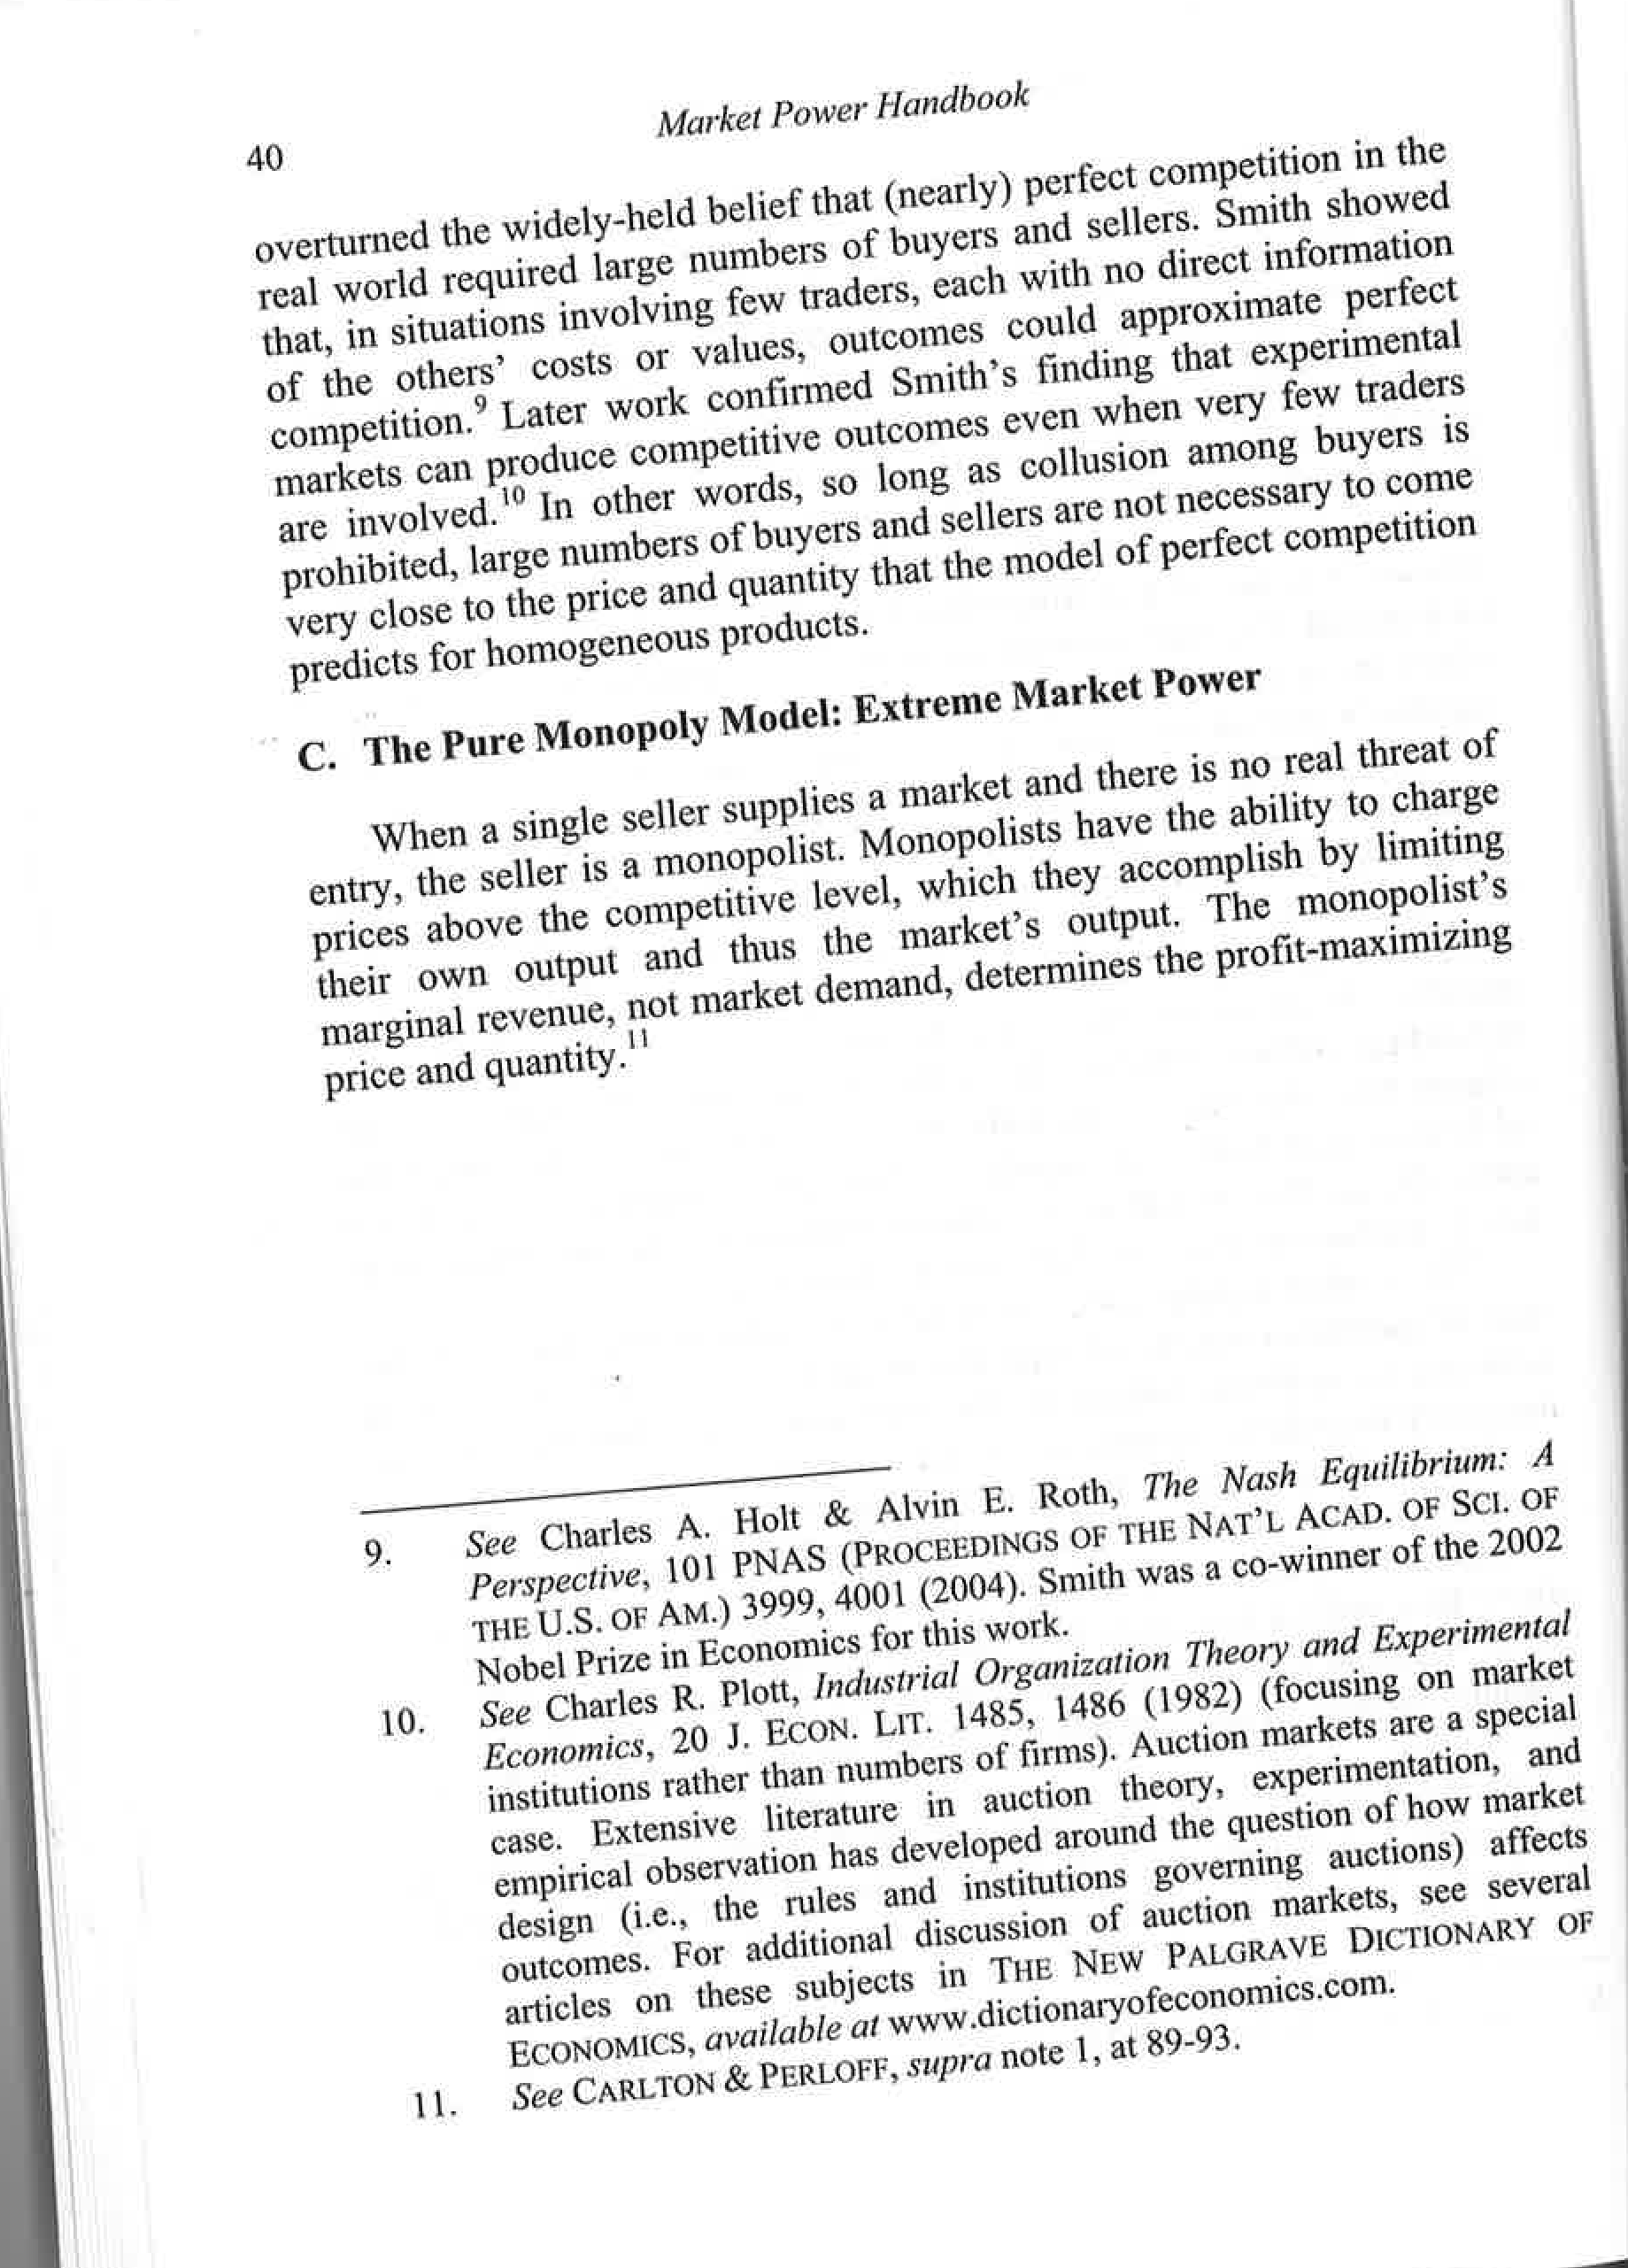 Market Power Handbook
40
overturned the widely-held belief that (nearly) perfect competition in the
real world required large numbers of buyers and sellers. Smith showed
that, in situations involving few traders, each with no direct information
of the others' costs or values, outcomes could approximate perfect
competition.⁹ Later work confirmed Smith's finding that experimental
markets can produce competitive outcomes even when very few traders
are involved.¹⁰ In other words, so long as collusion among buyers is
prohibited, large numbers of buyers and sellers are not necessary to come
very close to the price and quantity that the model of perfect competition
predicts for homogeneous products.
C. The Pure Monopoly Model: Extreme Market Power
When a single seller supplies a market and there is no real threat of
entry, the seller is a monopolist. Monopolists have the ability to charge
prices above the competitive level, which they accomplish by limiting
their own output and thus the market's output. The monopolist's
marginal revenue, not market demand, determines the profit-maximizing
price and quantity.¹¹
9. See Charles A. Holt & Alvin E. Roth, The Nash Equilibrium: A
Perspective, 101 PNAS (PROCEEDINGS OF THE NAT'L ACAD. OF SCI. OF
THE U.S. OF AM.) 3999, 4001 (2004). Smith was a co-winner of the 2002
Nobel Prize in Economics for this work.
10. See Charles R. Plott, Industrial Organization Theory and Experimental
Economics, 20 J. ECON. LIT. 1485, 1486 (1982) (focusing on market
institutions rather than numbers of firms). Auction markets are a special
case. Extensive literature in auction theory, experimentation, and
empirical observation has developed around the question of how market
design (i.e., the rules and institutions governing auctions) affects
outcomes. For additional discussion of auction markets, see several
articles on these subjects in THE NEW PALGRAVE DICTIONARY OF
ECONOMICS, available at www.dictionaryofeconomics.com.
11. See CARLTON & PERLOFF, supra note 1, at 89-93.